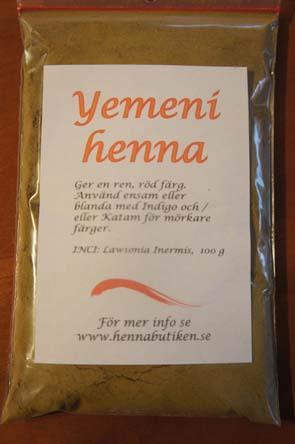 Yemeni
henna
Ger en ren, röd färg.
Använd ensam eller
blanda med Indigo och /
eller Katam för mörkare
färger.
INCI: Lawsonia Inermis, 100 g
För mer info se
www.hennabutiken.se